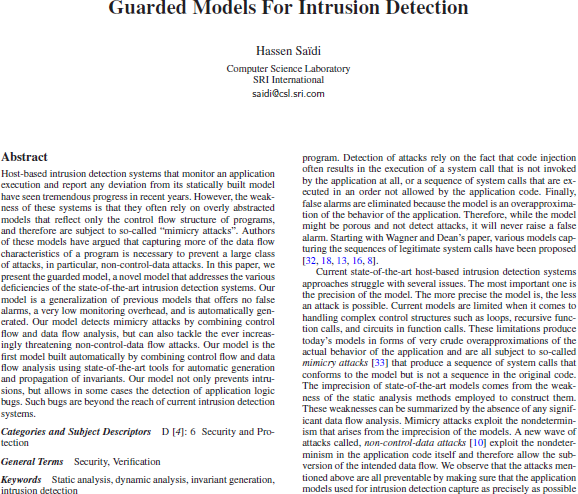 Guarded Models For Intrusion Detection
Hassen Saïdi
Computer Science Laboratory
SRI International
saidi@csl.sri.com
Abstract
Host-based intrusion detection systems that monitor an application
execution and report any deviation from its statically built model
have seen tremendous progress in recent years. However, the weak-
ness of these systems is that they often rely on overly abstracted
models that reflect only the control flow structure of programs,
and therefore are subject to so-called “mimicry attacks”. Authors
of these models have argued that capturing more of the data flow
characteristics of a program is necessary to prevent a large class
of attacks, in particular, non-control-data attacks. In this paper, we
present the guarded model, a novel model that addresses the various
deficiencies of the state-of-the-art intrusion detection systems. Our
model is a generalization of previous models that offers no false
alarms, a very low monitoring overhead, and is automatically gen-
erated. Our model detects mimicry attacks by combining control
flow and data flow analysis, but can also tackle the ever increas-
ingly threatening non-control-data flow attacks. Our model is the
first model built automatically by combining control flow and data
flow analysis using state-of-the-art tools for automatic generation
and propagation of invariants. Our model not only prevents intru-
sions, but allows in some cases the detection of application logic
bugs. Such bugs are beyond the reach of current intrusion detection
systems.
Categories and Subject Descriptors D [4]: 6 Security and Pro-
tection
General Terms Security, Verification
Keywords Static analysis, dynamic analysis, invariant generation,
intrusion detection
program. Detection of attacks rely on the fact that code injection
often results in the execution of a system call that is not invoked
by the application at all, or a sequence of system calls that are ex-
ecuted in an order not allowed by the application code. Finally,
false alarms are eliminated because the model is an overapproxima-
tion of the behavior of the application. Therefore, while the model
might be porous and not detect attacks, it will never raise a false
alarm. Starting with Wagner and Dean's paper, various models cap-
turing the sequences of legitimate system calls have been proposed
[32, 18, 13, 16, 8].
Current state-of-the-art host-based intrusion detection systems
approaches struggle with several issues. The most important one is
the precision of the model. The more precise the model is, the less
an attack is possible. Current models are limited when it comes to
handling complex control structures such as loops, recursive func-
tion calls, and circuits in function calls. These limitations produce
today's models in forms of very crude overapproximations of the
actual behavior of the application and are all subject to so-called
mimicry attacks [33] that produce a sequence of system calls that
conforms to the model but is not a sequence in the original code.
The imprecision of state-of-the-art models comes from the weak-
ness of the static analysis methods employed to construct them.
These weaknesses can be summarized by the absence of any signif-
icant data flow analysis. Mimicry attacks exploit the nondetermin-
ism that arises from the imprecision of the models. A new wave of
attacks called, non-control-data attacks [10] exploit the nondeter-
minism in the application code itself and therefore allow the sub-
version of the intended data flow. We observe that the attacks men-
tioned above are all preventable by making sure that the application
models used for intrusion detection capture as precisely as possible